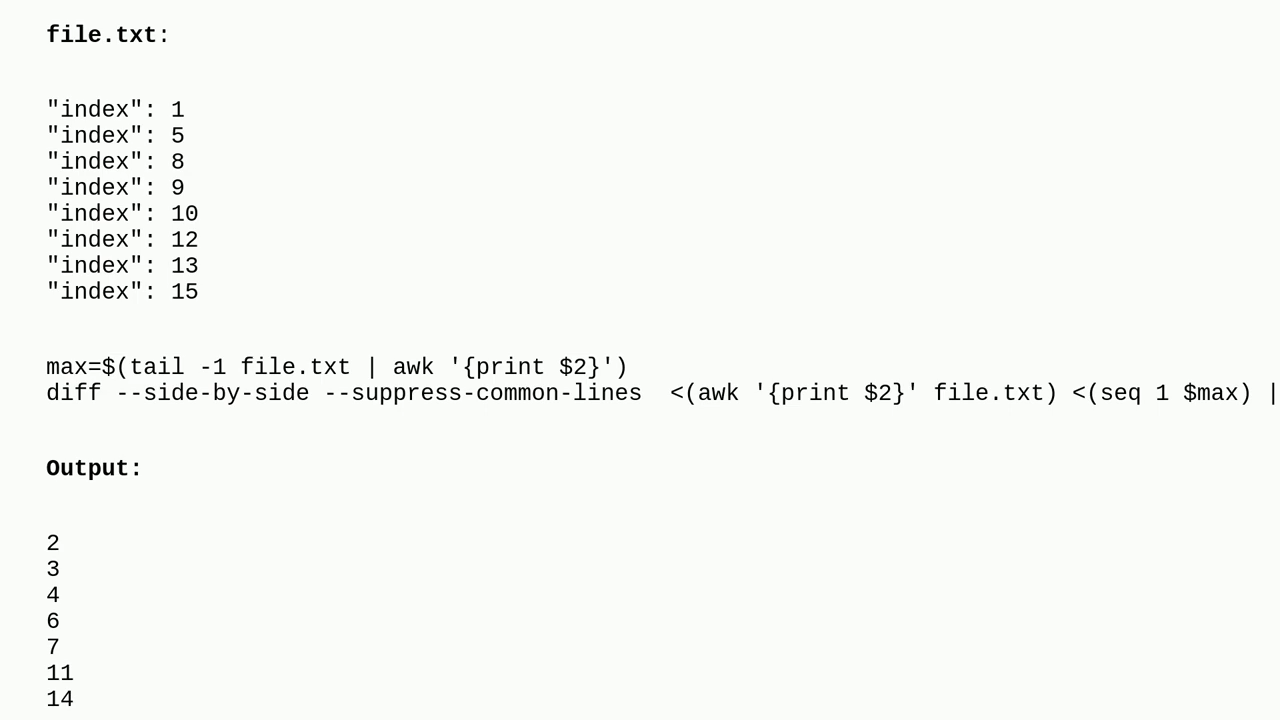 file.txt:
"index": 1
"index": 5
"index": 8
"index": 9
"index": 10
"index": 12
"index": 13
"index": 15
max=$(tail -1 file.txt | awk '{print $2}')
diff --side-by-side --suppress-common-lines  <(awk '{print $2}' file.txt) <(seq 1 $max) |
Output:
2
3
4
6
7
11
14